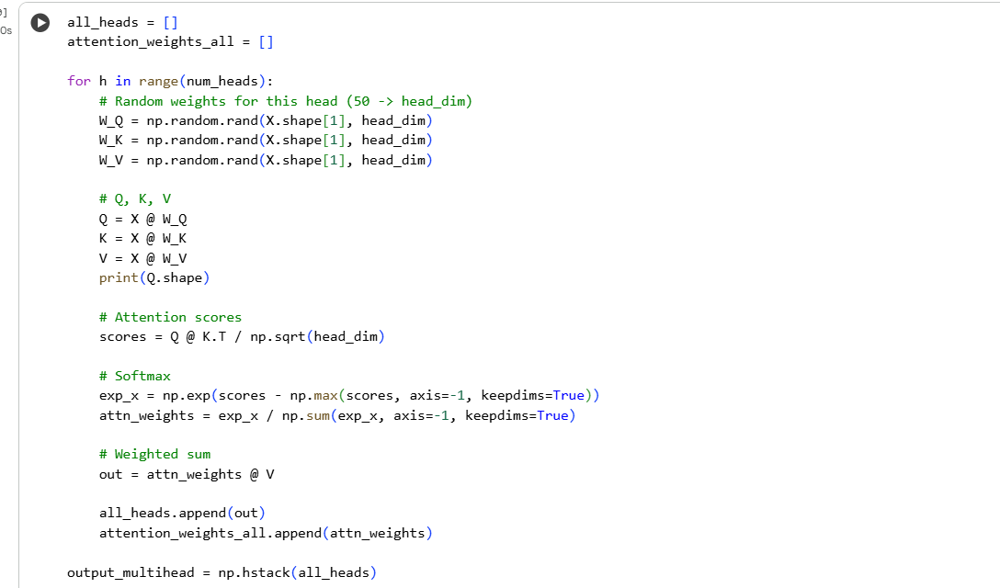 0]
0s
all_heads = []
attention_weights_all = []
for h in range(num_heads):
# Random weights for this head (50 -> head_dim)
W_Q = np.random.rand(X.shape[1], head_dim)
W_K = np.random.rand(X.shape[1], head_dim)
W_V = np.random.rand(X.shape[1], head_dim)
# Q, K, V
Q = X @ W_Q
K = X @ W_K
V = X @ W_V
print(Q.shape)
# Attention scores
scores = Q @ K.T / np.sqrt(head_dim)
# Softmax
exp_x = np.exp(scores - np.max(scores, axis=-1, keepdims=True))
attn_weights = exp_x / np.sum(exp_x, axis=-1, keepdims=True)
# Weighted sum
out = attn_weights @ V
all_heads.append(out)
attention_weights_all.append(attn_weights)
output_multihead = np.hstack(all_heads)